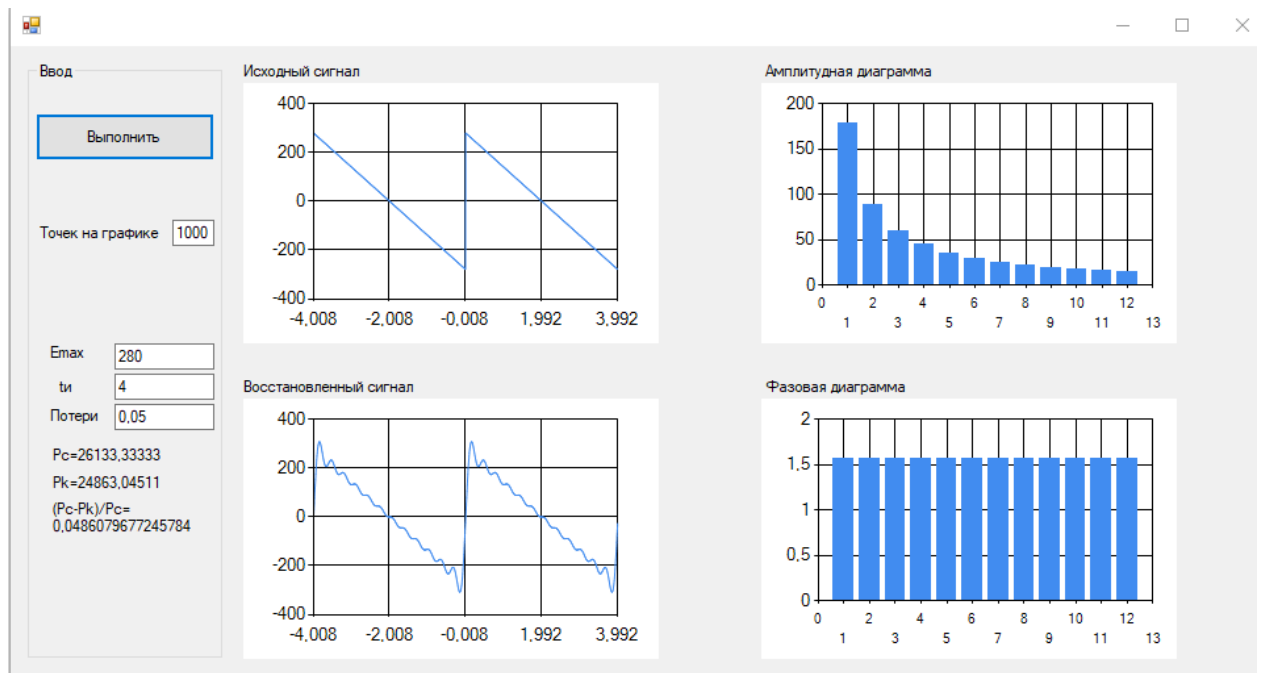 Ввод
Выполнить
Точек на графике 1000
Emax 280
tи 4
Потери 0,05
Pc=26133,33333
Pk=24863,04511
(Pc-Pk)/Pc=
0,0486079677245784
Исходный сигнал
400
200
0
-200
-400
-4,008 -2,008 -0,008 1,992 3,992
Амплитудная диаграмма
200
150
100
50
0
0 2 4 6 8 10 12
1 3 5 7 9 11 13
Восстановленный сигнал
400
200
0
-200
-400
-4,008 -2,008 -0,008 1,992 3,992
Фазовая диаграмма
2
1,5
1
0,5
0
0 2 4 6 8 10 12
1 3 5 7 9 11 13